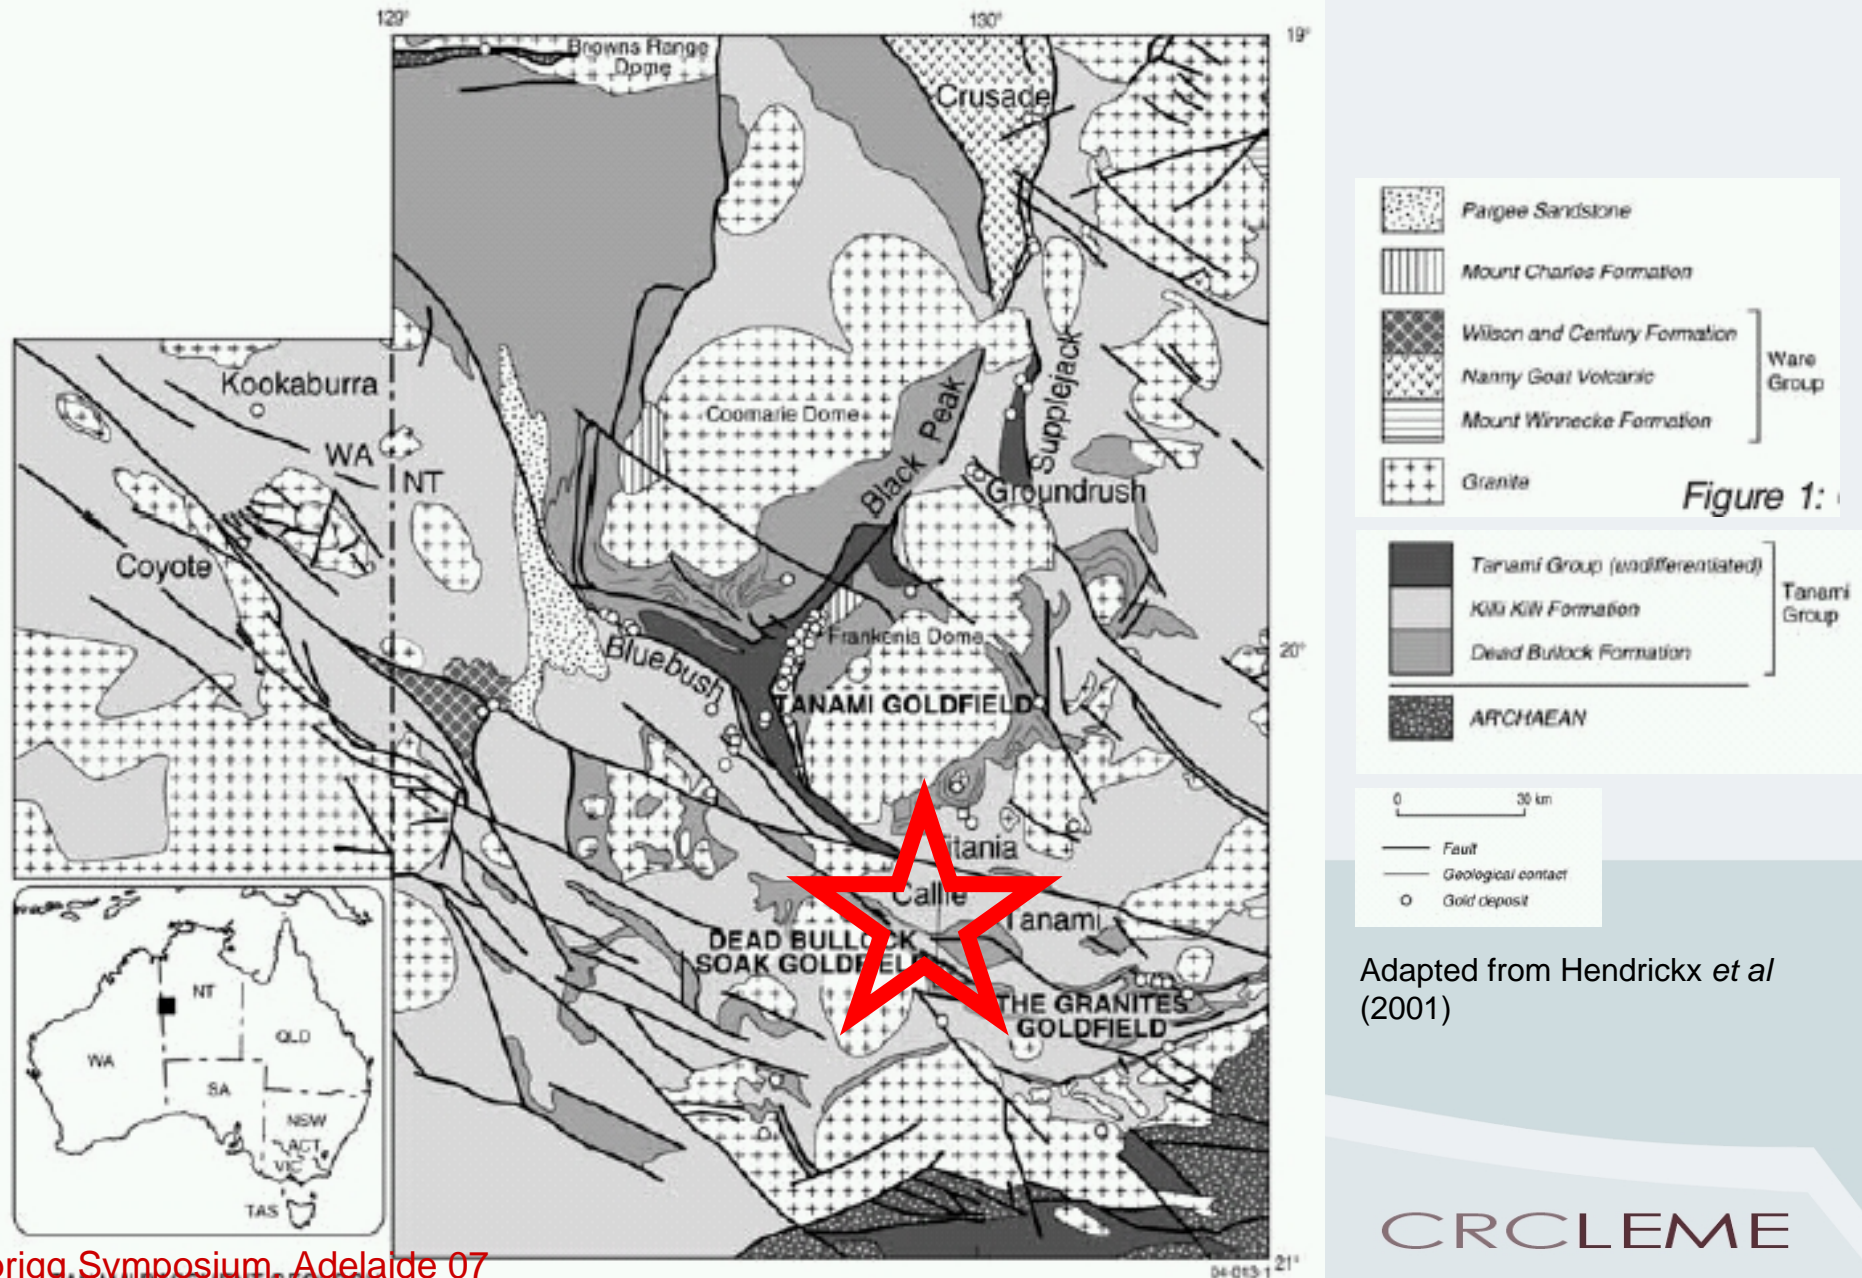 129°
130°
19°
Browns Range
Dome
Crusade
Kookaburra
WA
NT
Coomarie Dome
Black Peak
Supplejack
Groundrush
Coyote
Frankenia Dome
20°
Bluebush
TANAMI GOLDFIELD
Callie
Tanami
DEAD BULLOCK
SOAK GOLDFIELD
THE GRANITES
GOLDFIELD
21°
NT
WA
QLD
SA
NSW
ACT
VIC
TAS
Symposium, Adelaide 07
04-013-1
Pargee Sandstone
Mount Charles Formation
Wilson and Century Formation
Nanny Goat Volcanic
Mount Winnecke Formation
Ware
Group
Granite
Figure 1:
Tanami Group (undifferentiated)
Killi Killi Formation
Dead Bullock Formation
Tanami
Group
ARCHAEAN
0 30 km
Fault
Geological contact
Gold deposit
Adapted from Hendrickx et al
(2001)
CRCLEME